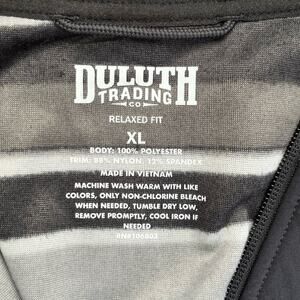 DULUTH
TRADING
CO
RELAXED FIT
XL
BODY: 100% POLYESTER
TRIM: 88% NYLON, 12% SPANDEX
MADE IN VIETNAM
MACHINE WASH WARM WITH LIKE
COLORS, ONLY NON-CHLORINE BLEACH
WHEN NEEDED, TUMBLE DRY LOW,
REMOVE PROMPTLY, COOL IRON IF
NEEDED
RN#106803